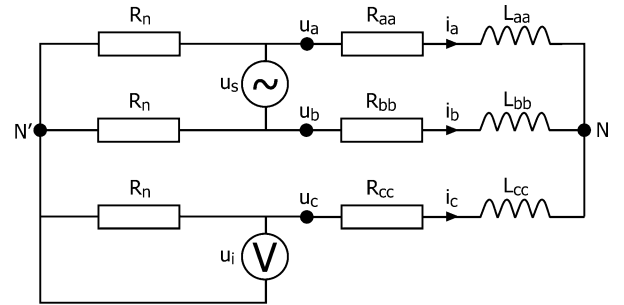 Rn ua Raa ia Laa
us ~
N′ Rn ub Rbb ib Lbb N
Rn uc Rcc ic Lcc
ui V